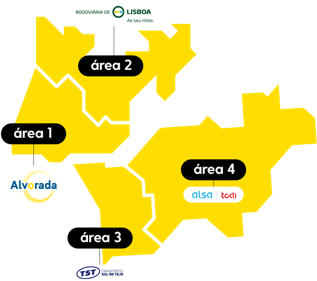 RODOVIÁRIA DE LISBOA
Ao seu ritmo.
área 2
área 1
Alvorada
área 4
alsa todi
área 3
TST TRANSPORTES
SUL DO TEJO